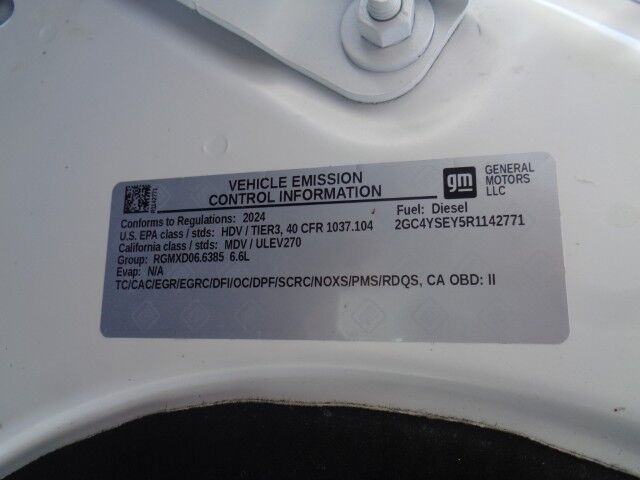 VEHICLE EMISSION
CONTROL INFORMATION
gm
GENERAL
MOTORS
LLC
Conforms to Regulations: 2024
U.S. EPA class / stds: HDV / TIER3, 40 CFR 1037.104
California class / stds: MDV / ULEV270
Group: RGMXD06.6385 6.6L
Evap: N/A
Fuel: Diesel
2GC4YSEY5R1142771
TC/CAC/EGR/EGRC/DFI/OC/DPF/SCRC/NOXS/PMS/RDQS, CA OBD: II